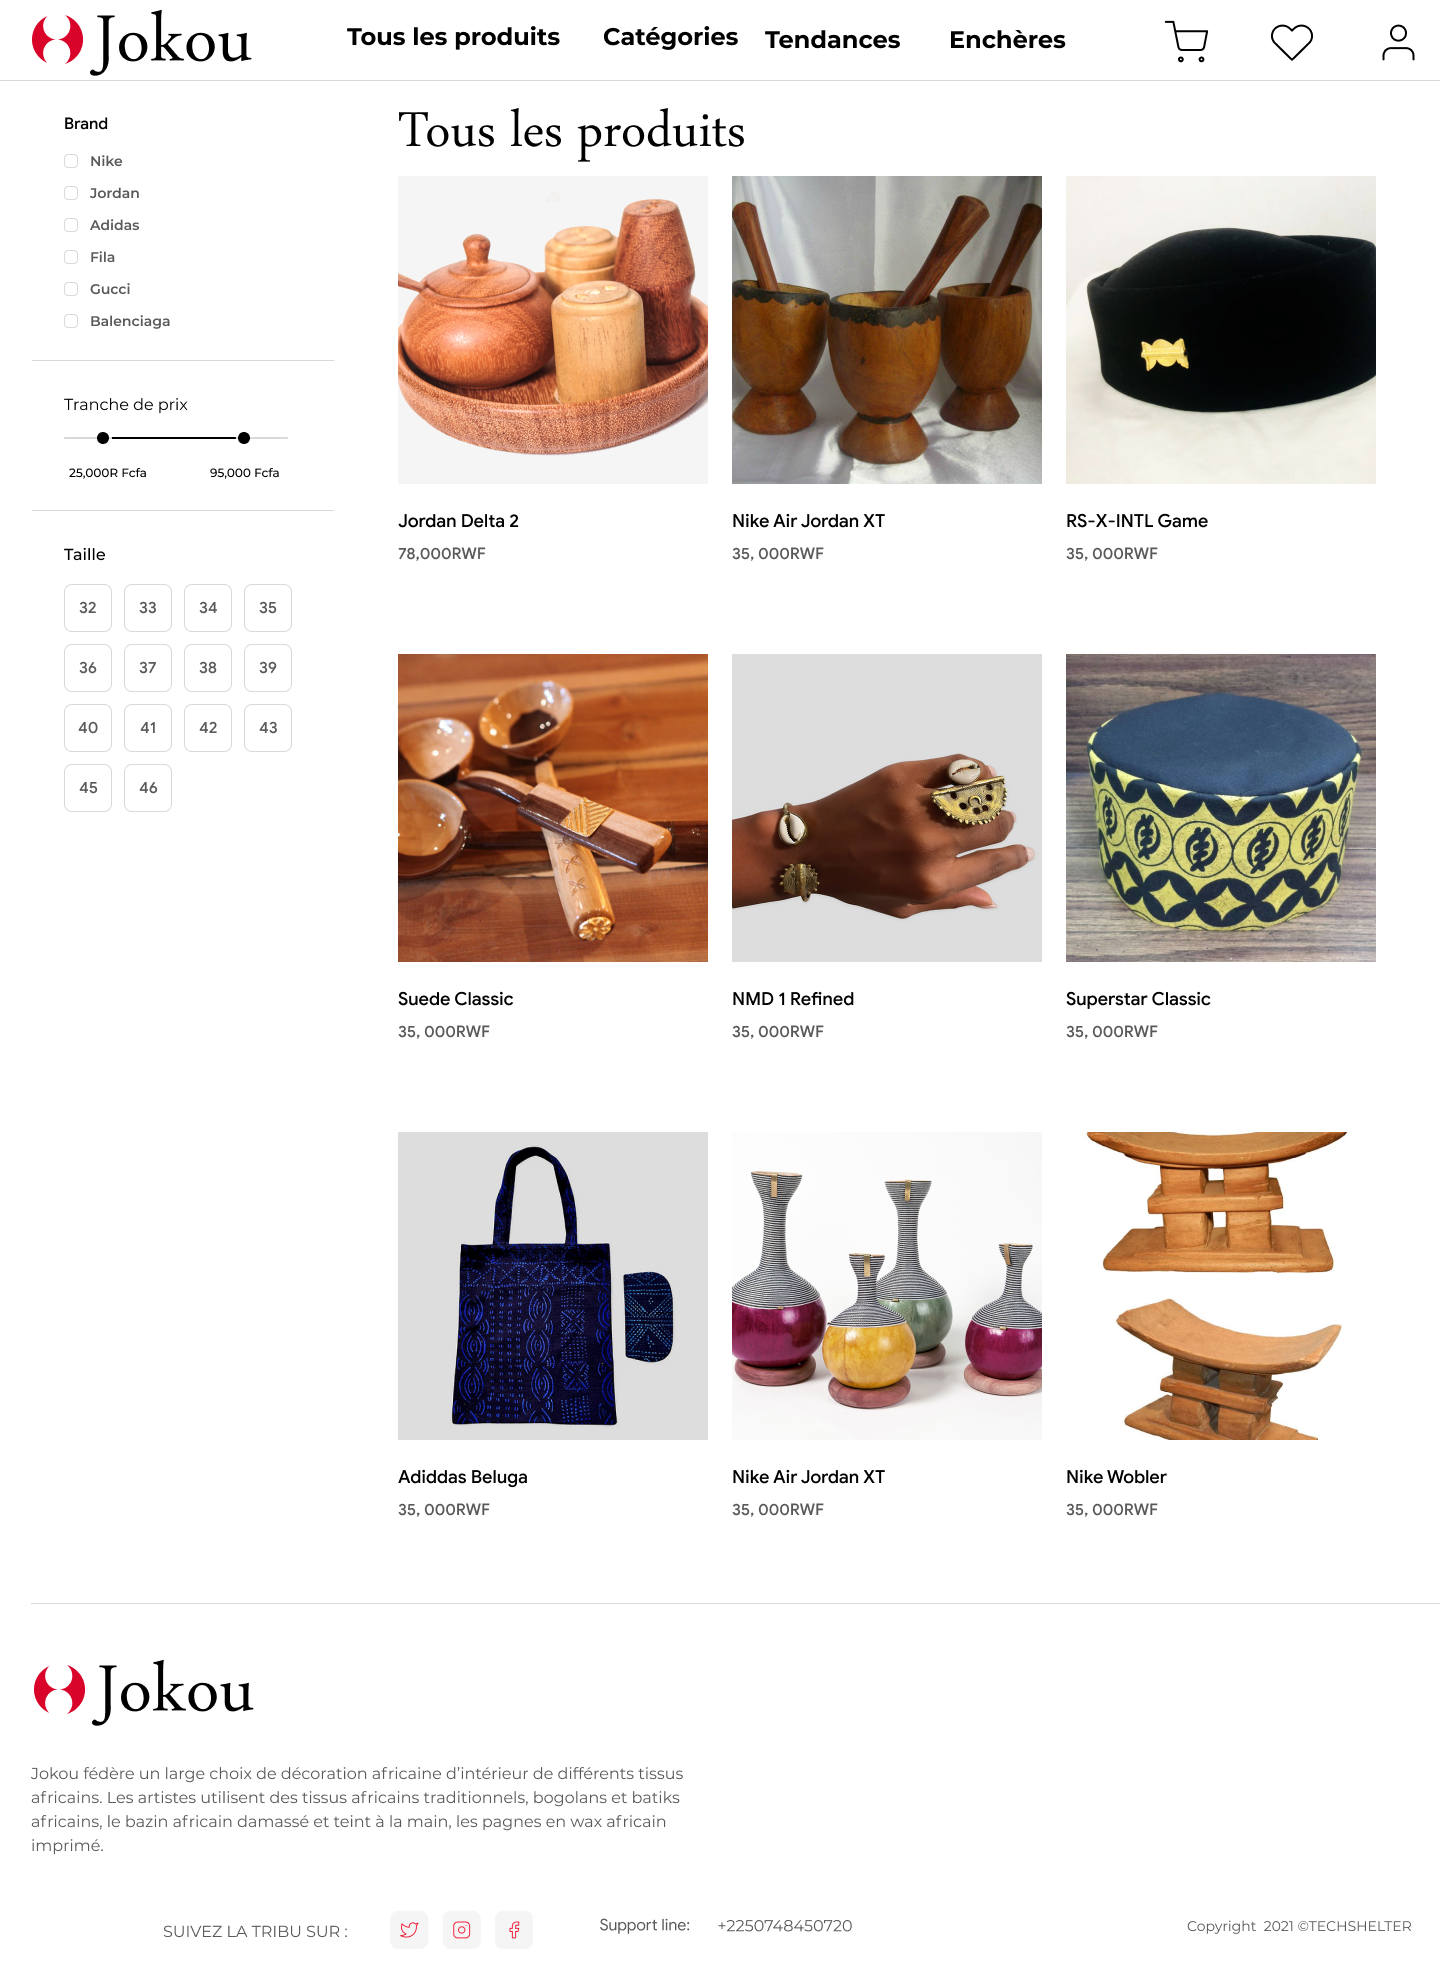 Jokou
Tous les produits
Catégories
Tendances
Enchères
Brand
Nike
Jordan
Adidas
Fila
Gucci
Balenciaga
Tranche de prix
25,000R Fcfa
95,000 Fcfa
Taille
32 33 34 35
36 37 38 39
40 41 42 43
45 46
Tous les produits
Jordan Delta 2
78,000RWF
Nike Air Jordan XT
35, 000RWF
RS-X-INTL Game
35, 000RWF
Suede Classic
35, 000RWF
NMD 1 Refined
35, 000RWF
Superstar Classic
35, 000RWF
Adiddas Beluga
35, 000RWF
Nike Air Jordan XT
35, 000RWF
Nike Wobler
35, 000RWF
Jokou
Jokou fédère un large choix de décoration africaine d’intérieur de différents tissus
africains. Les artistes utilisent des tissus africains traditionnels, bogolans et batiks
africains, le bazin africain damassé et teint à la main, les pagnes en wax africain
imprimé.
SUIVEZ LA TRIBU SUR :
Support line: +2250748450720
Copyright 2021 ©TECHSHELTER